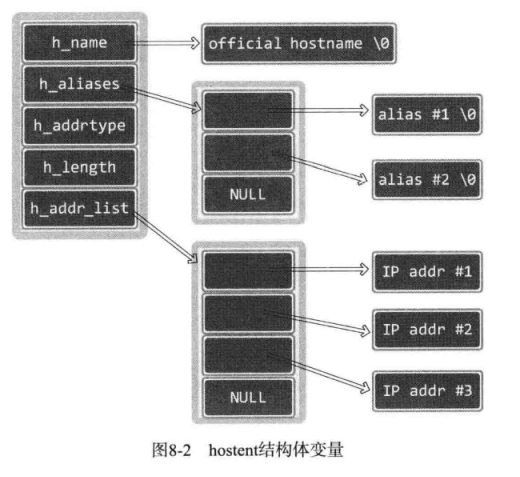 h_name
official hostname \0
h_aliases
alias #1 \0
h_addrtype
alias #2 \0
h_length
NULL
h_addr_list
IP addr #1
IP addr #2
IP addr #3
NULL
图8-2 hostent结构体变量